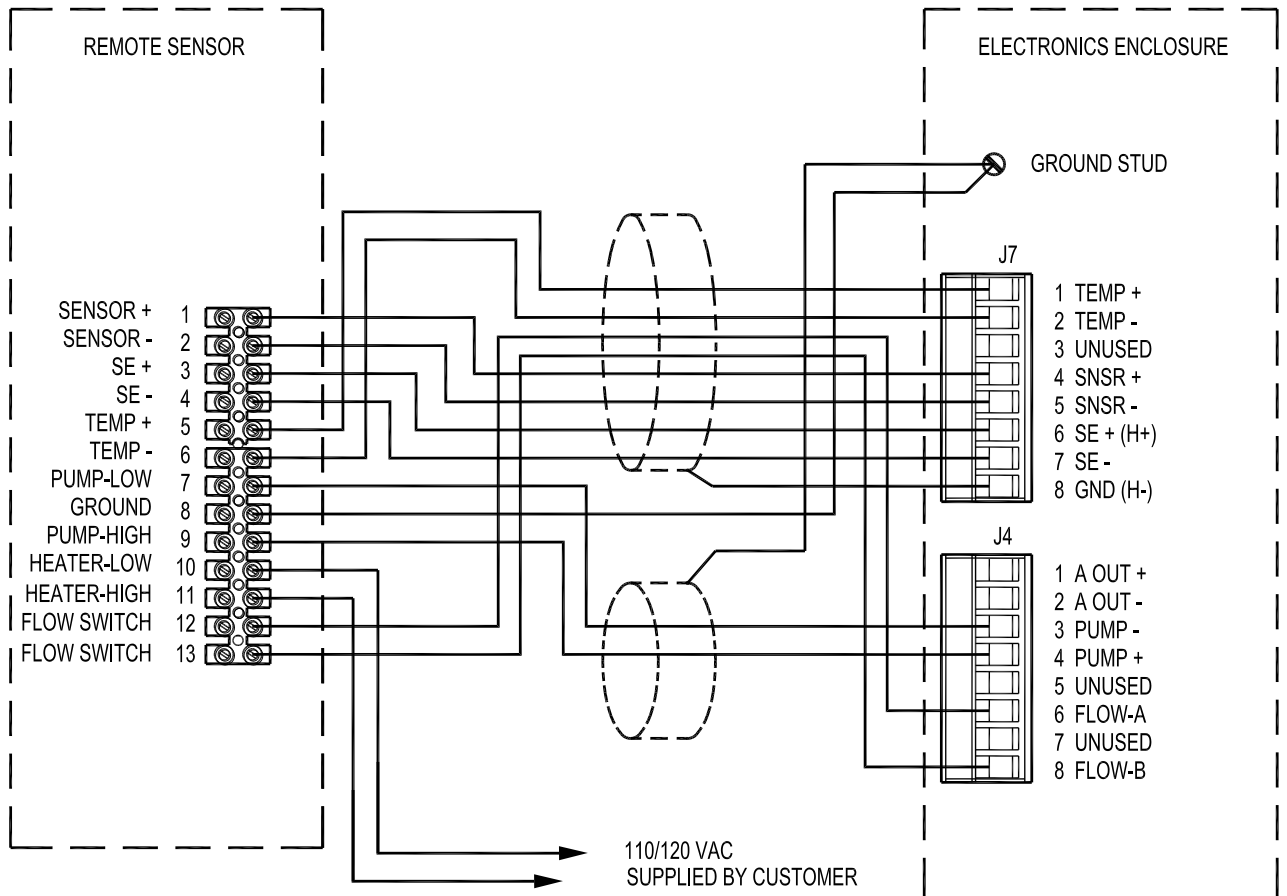 REMOTE SENSOR
ELECTRONICS ENCLOSURE
GROUND STUD
SENSOR + 1
SENSOR - 2
SE + 3
SE - 4
TEMP + 5
TEMP - 6
PUMP-LOW 7
GROUND 8
PUMP-HIGH 9
HEATER-LOW 10
HEATER-HIGH 11
FLOW SWITCH 12
FLOW SWITCH 13
J7
1 TEMP +
2 TEMP -
3 UNUSED
4 SNSR +
5 SNSR -
6 SE + (H+)
7 SE -
8 GND (H-)
J4
1 A OUT +
2 A OUT -
3 PUMP -
4 PUMP +
5 UNUSED
6 FLOW-A
7 UNUSED
8 FLOW-B
110/120 VAC
SUPPLIED BY CUSTOMER